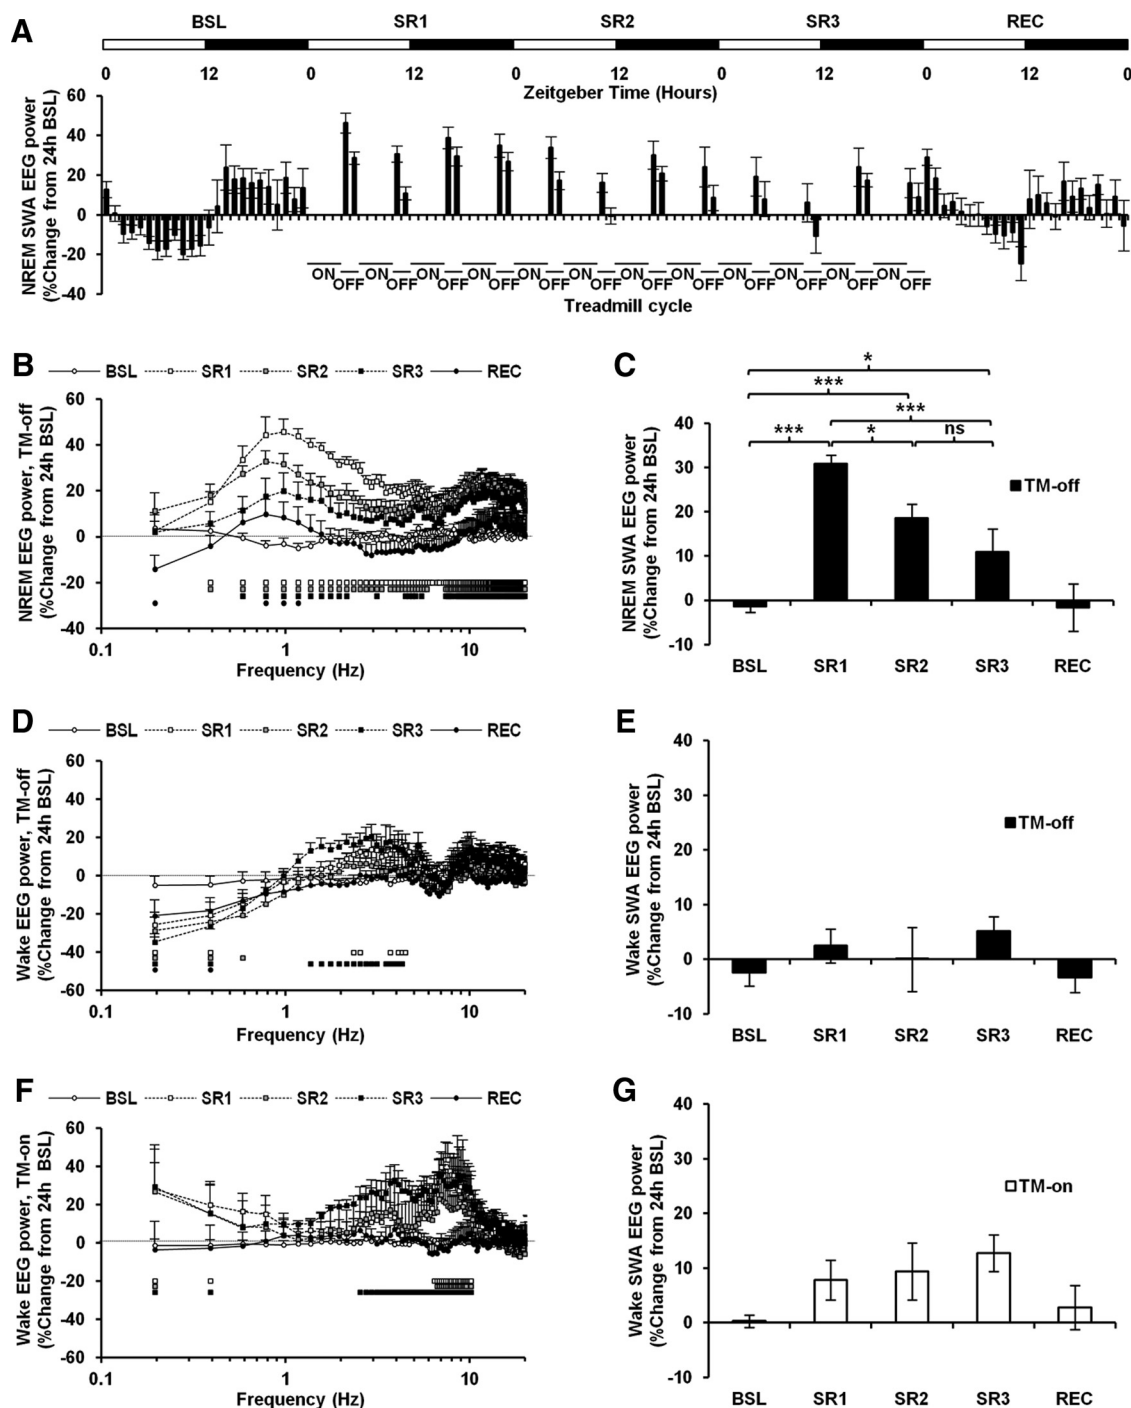 A
BSL SR1 SR2 SR3 REC
0 12 0 12 0 12 0 12 0 12 0
Zeitgeber Time (Hours)
NREM SWA EEG power
(%Change from 24h BSL)
60
40
20
0
-20
-40
ON ON ON ON ON ON ON ON ON ON ON ON
OFF OFF OFF OFF OFF OFF OFF OFF OFF OFF OFF OFF
Treadmill cycle
B
BSL SR1 SR2 SR3 REC
NREM EEG power, TM-off
(%Change from 24h BSL)
60
40
20
0
-20
-40
0.1 1 10
Frequency (Hz)
C
*
***
***
*** * ns
TM-off
NREM SWA EEG power
(%Change from 24h BSL)
40
30
20
10
0
-10
BSL SR1 SR2 SR3 REC
D
BSL SR1 SR2 SR3 REC
Wake EEG power, TM-off
(%Change from 24h BSL)
60
40
20
0
-20
-40
-60
0.1 1 10
Frequency (Hz)
E
TM-off
Wake SWA EEG power
(%Change from 24h BSL)
40
30
20
10
0
-10
BSL SR1 SR2 SR3 REC
F
BSL SR1 SR2 SR3 REC
Wake EEG power, TM-on
(%Change from 24h BSL)
60
40
20
0
-20
-40
-60
0.1 1 10
Frequency (Hz)
G
TM-on
Wake SWA EEG power
(%Change from 24h BSL)
40
30
20
10
0
-10
BSL SR1 SR2 SR3 REC